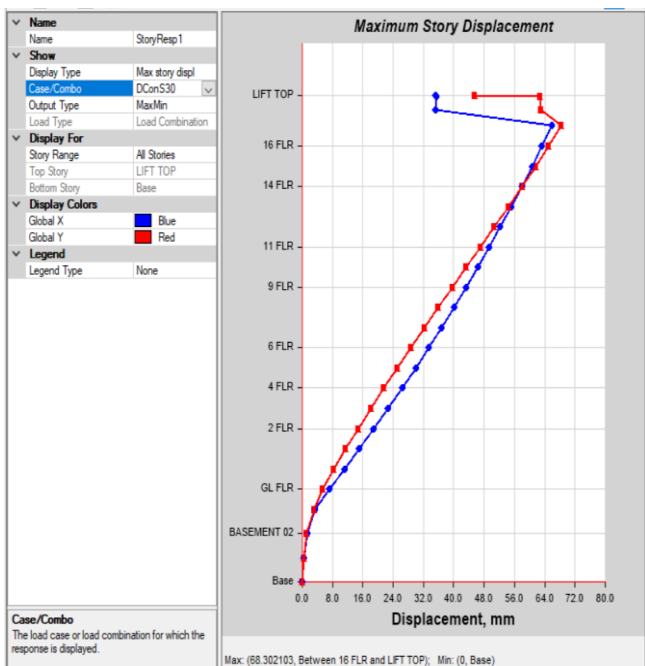 Name
Name StoryResp1
Show
Display Type Max story displ
Case/Combo DConS30
Output Type MaxMin
Load Type Load Combination
Display For
Story Range All Stories
Top Story LIFT TOP
Bottom Story Base
Display Colors
Global X Blue
Global Y Red
Legend
Legend Type None
Case/Combo
The load case or load combination for which the
response is displayed.
Maximum Story Displacement
LIFT TOP
16 FLR
14 FLR
11 FLR
9 FLR
6 FLR
4 FLR
2 FLR
GL FLR
BASEMENT 02
Base
0.0 8.0 16.0 24.0 32.0 40.0 48.0 56.0 64.0 72.0 80.0
Displacement, mm
Max: (68.302103, Between 16 FLR and LIFT TOP); Min: (0, Base)